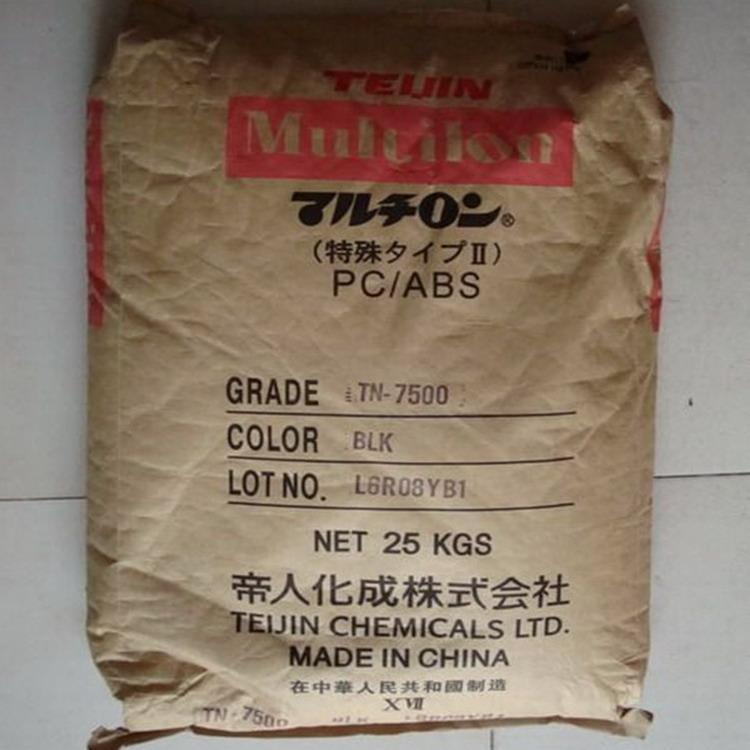 TEIJIN
Multilon
マルチロン®
(特殊タイプⅡ)
PC/ABS
GRADE TN-7500
COLOR BLK
LOT NO. L6R08YB1
NET 25 KGS
帝人化成株式会社
TEIJIN CHEMICALS LTD.
MADE IN CHINA
在中華人民共和國制造
XVII
TN-7500 BLK